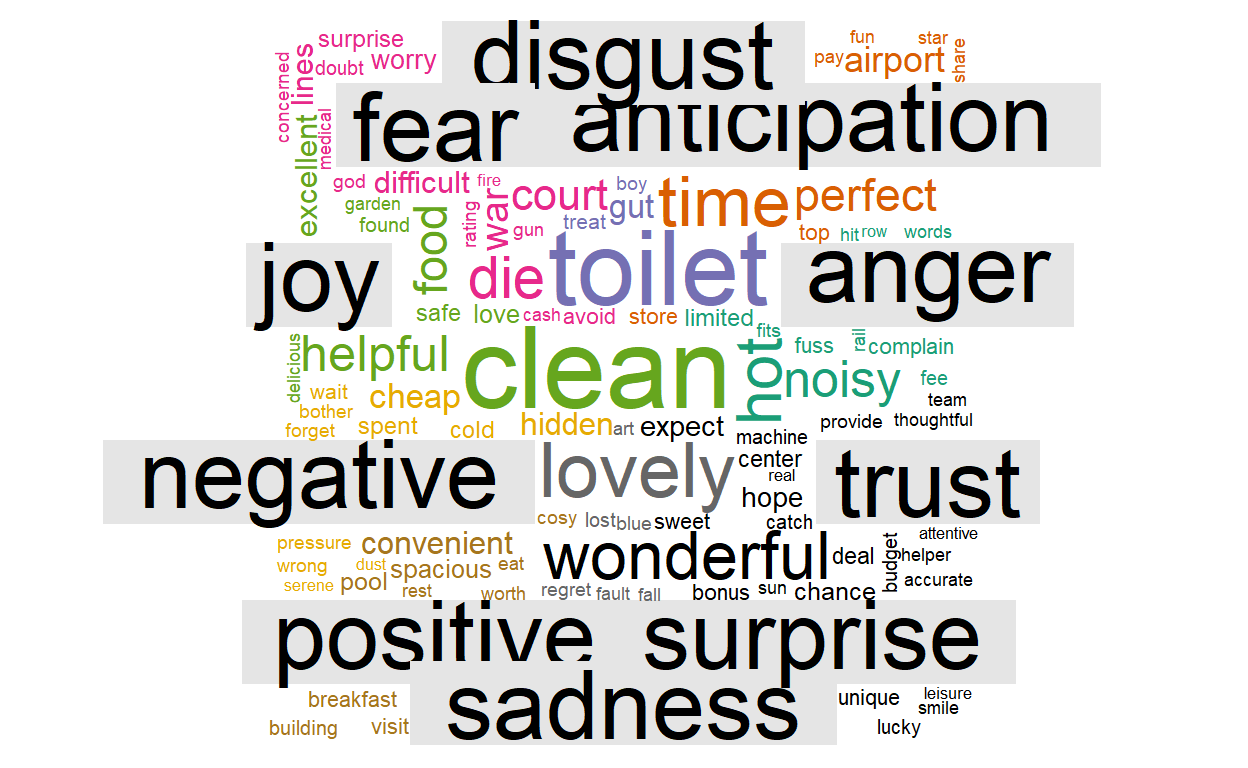 surprise disgust fun star
concerned lines doubt worry pay airport share
fear anticipation
excellent medical
god difficult fire court boy time perfect
garden food rating war gut
found gun treat top hit row words
joy die toilet anger
safe love cash avoid store limited
delicious helpful clean hot fits fuss rail complain
wait cheap noisy fee
bother team
forget spent cold hidden art expect provide thoughtful
negative lovely machine trust
center
real
hope
cosy lost blue sweet catch
pressure convenient wonderful deal budget attentive
wrong dust spacious eat helper
serene pool accurate
rest worth regret fault fall bonus sun chance
positive surprise
breakfast sadness unique leisure
smile
building visit lucky